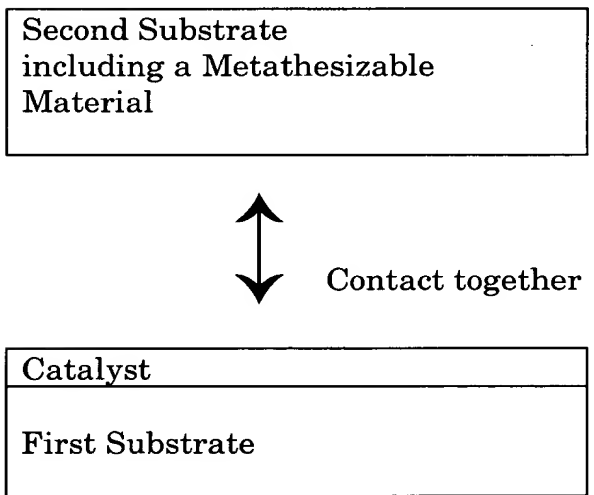 Second Substrate
including a Metathesizable
Material
Contact together
Catalyst
First Substrate